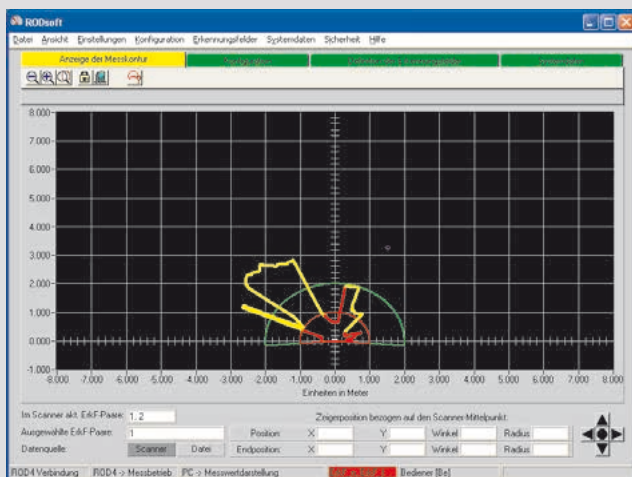 RODsoft
Datei Ansicht Einstellungen Konfiguration Erkennungsfelder Systemdaten Sicherheit Hilfe
Anzeige der Messkontur
8.000
7.000
6.000
5.000
4.000
3.000
2.000
1.000
0.000
-1.000
-8.000 -7.000 -6.000 -5.000 -4.000 -3.000 -2.000 -1.000 0.000 1.000 2.000 3.000 4.000 5.000 6.000 7.000 8.000
Einheiten in Meter
Im Scanner akt. ErkF-Paare: 1, 2
Zeigerposition bezogen auf den Scanner-Mittelpunkt:
Ausgewählte ErkF-Paare: 1
Position: X Y Winkel Radius
Datenquelle: Scanner Datei
Endposition: X Y Winkel Radius
ROD4 Verbindung ROD4 -> Messbetrieb PC -> Messwertdarstellung Bediener [Be]